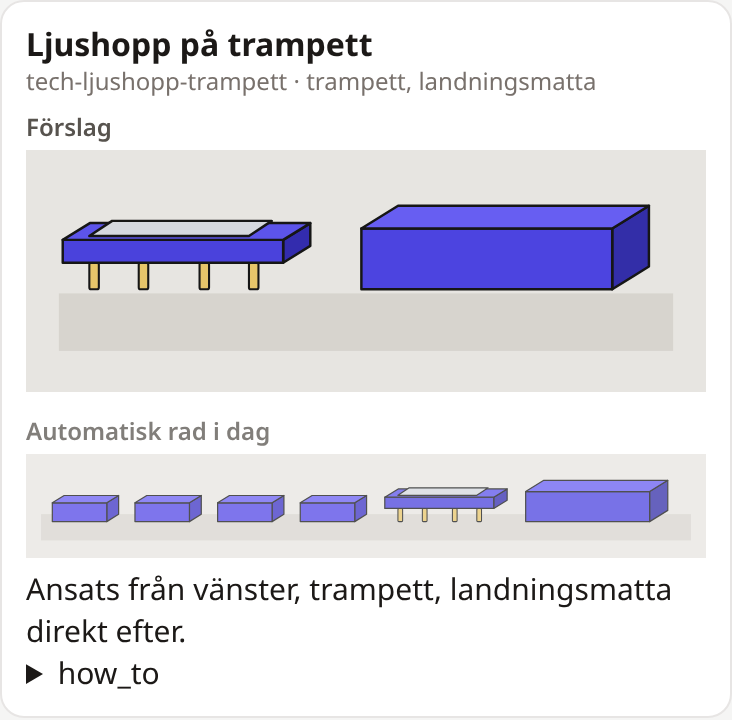 Ljushopp på trampett
tech-ljushopp-trampett · trampett, landningsmatta
Förslag
Automatisk rad i dag
Ansats från vänster, trampett, landningsmatta
direkt efter.
how_to